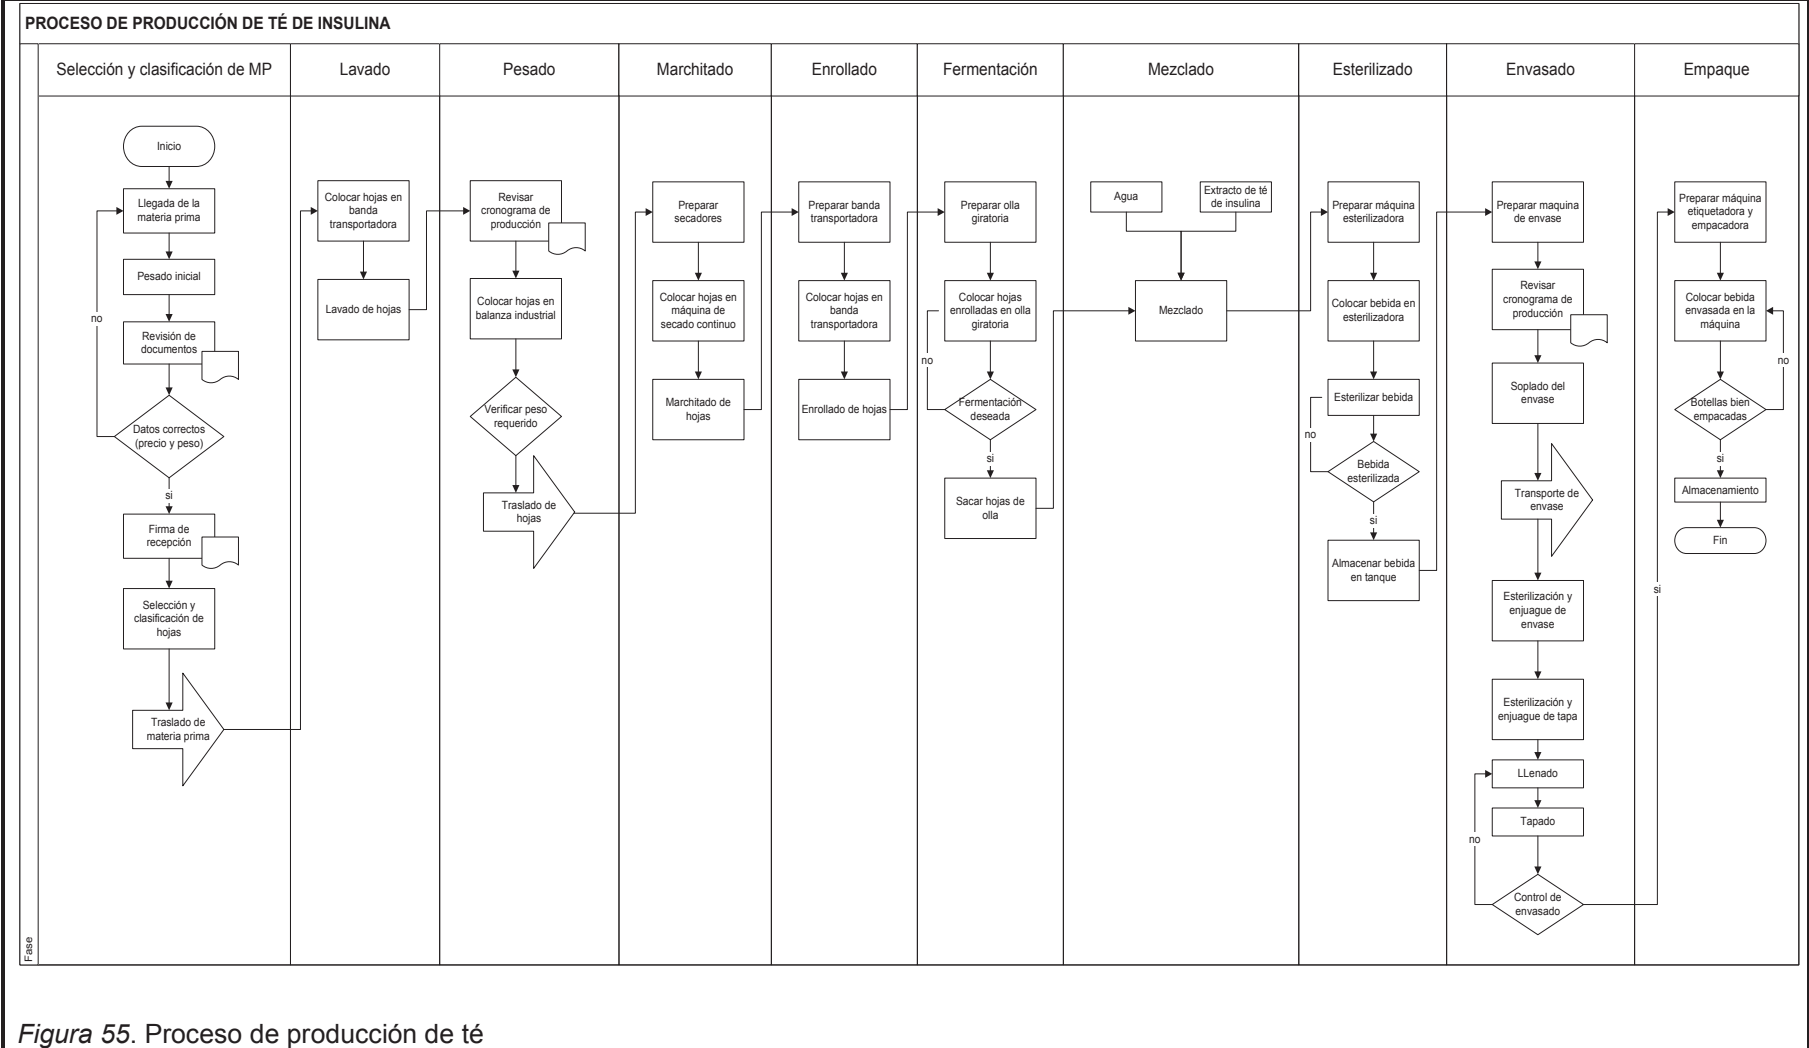 PROCESO DE PRODUCCIÓN DE TÉ DE INSULINA
Fase
Selección y clasificación de MP
Inicio
Llegada de la
materia prima
Pesado inicial
Revisión de
documentos
Datos correctos
(precio y peso)
no
si
Firma de
recepción
Selección y
clasificación de
hojas
Traslado de
materia prima
Lavado
Colocar hojas en
banda
transportadora
Lavado de hojas
Pesado
Revisar
cronograma de
producción
Colocar hojas en
balanza industrial
Verificar peso
requerido
Traslado de
hojas
Marchitado
Preparar
secadores
Colocar hojas en
máquina de
secado continuo
Marchitado de
hojas
Enrollado
Preparar banda
transportadora
Colocar hojas en
banda
transportadora
Enrollado de hojas
Fermentación
Preparar olla
giratoria
Colocar hojas
enrolladas en olla
giratoria
no
Fermentación
deseada
si
Sacar hojas de
olla
Mezclado
Agua
Extracto de té
de insulina
Mezclado
Esterilizado
Preparar máquina
esterilizadora
Colocar bebida en
esterilizadora
Esterilizar bebida
no
Bebida
esterilizada
si
Almacenar bebida
en tanque
Envasado
Preparar maquina
de envase
Revisar
cronograma de
producción
Soplado del
envase
Transporte de
envase
Esterilización y
enjuague de
envase
Esterilización y
enjuague de tapa
LLenado
Tapado
no
Control de
envasado
si
Empaque
Preparar máquina
etiquetadora y
empacadora
Colocar bebida
envasada en la
máquina
no
Botellas bien
empacadas
si
Almacenamiento
Fin
Figura 55. Proceso de producción de té